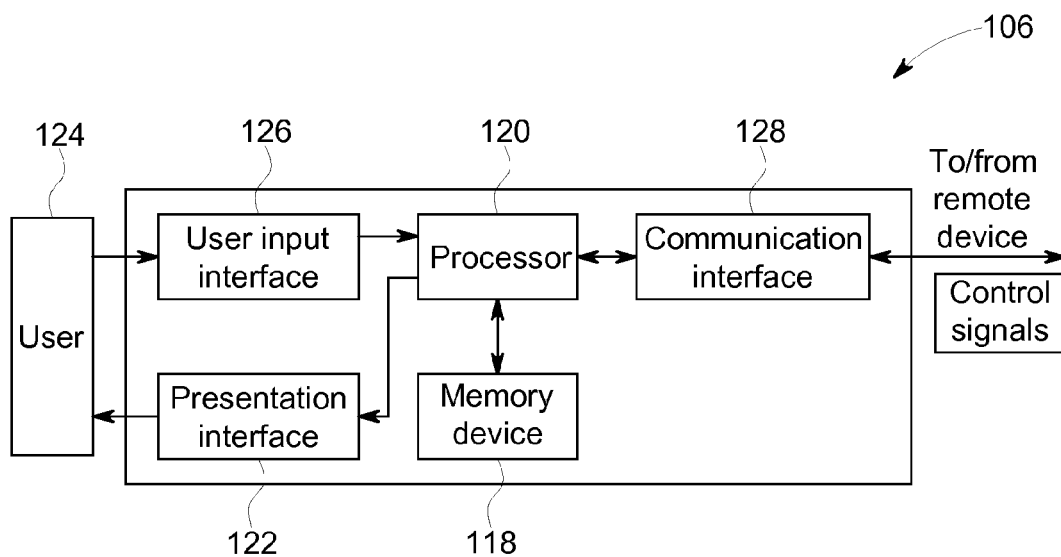 106
124
126
120
128
To/from
remote
device
User input
interface
Processor
Communication
interface
Control
signals
User
Presentation
interface
Memory
device
122
118